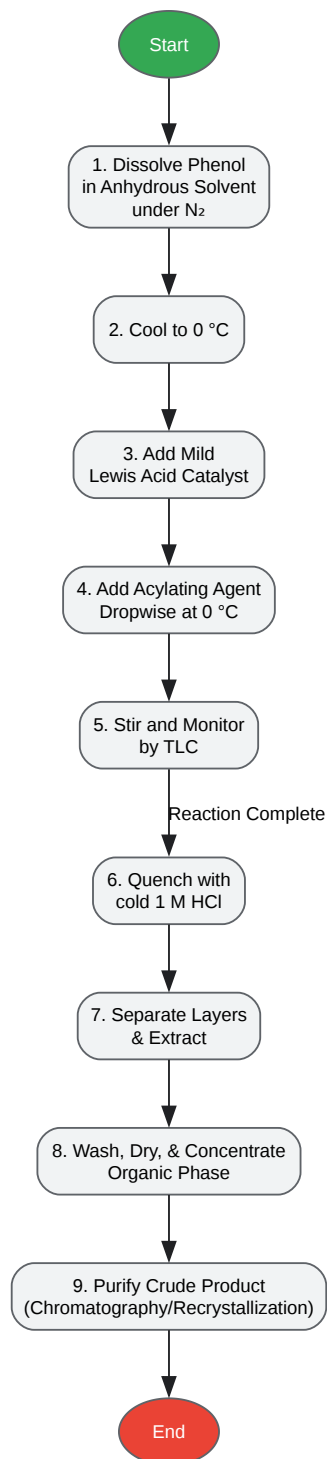 Start
1. Dissolve Phenol
in Anhydrous Solvent
under N₂
2. Cool to 0 °C
3. Add Mild
Lewis Acid Catalyst
4. Add Acylating Agent
Dropwise at 0 °C
5. Stir and Monitor
by TLC
Reaction Complete
6. Quench with
cold 1 M HCl
7. Separate Layers
& Extract
8. Wash, Dry, & Concentrate
Organic Phase
9. Purify Crude Product
(Chromatography/Recrystallization)
End